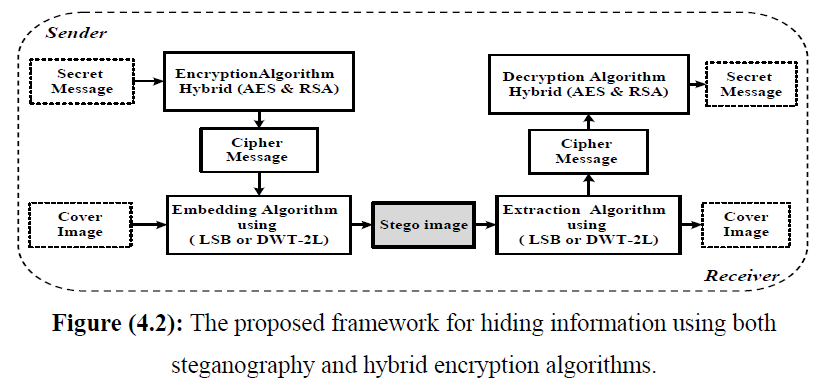 Sender
Secret
Message
EncryptionAlgorithm
Hybrid (AES & RSA)
Cipher
Message
Cover
Image
Embedding Algorithm
using
( LSB or DWT-2L)
Stego image
Extraction Algorithm
using
( LSB or DWT-2L)
Cipher
Message
Decryption Algorithm
Hybrid (AES & RSA)
Secret
Message
Cover
Image
Receiver
Figure (4.2): The proposed framework for hiding information using both
steganography and hybrid encryption algorithms.